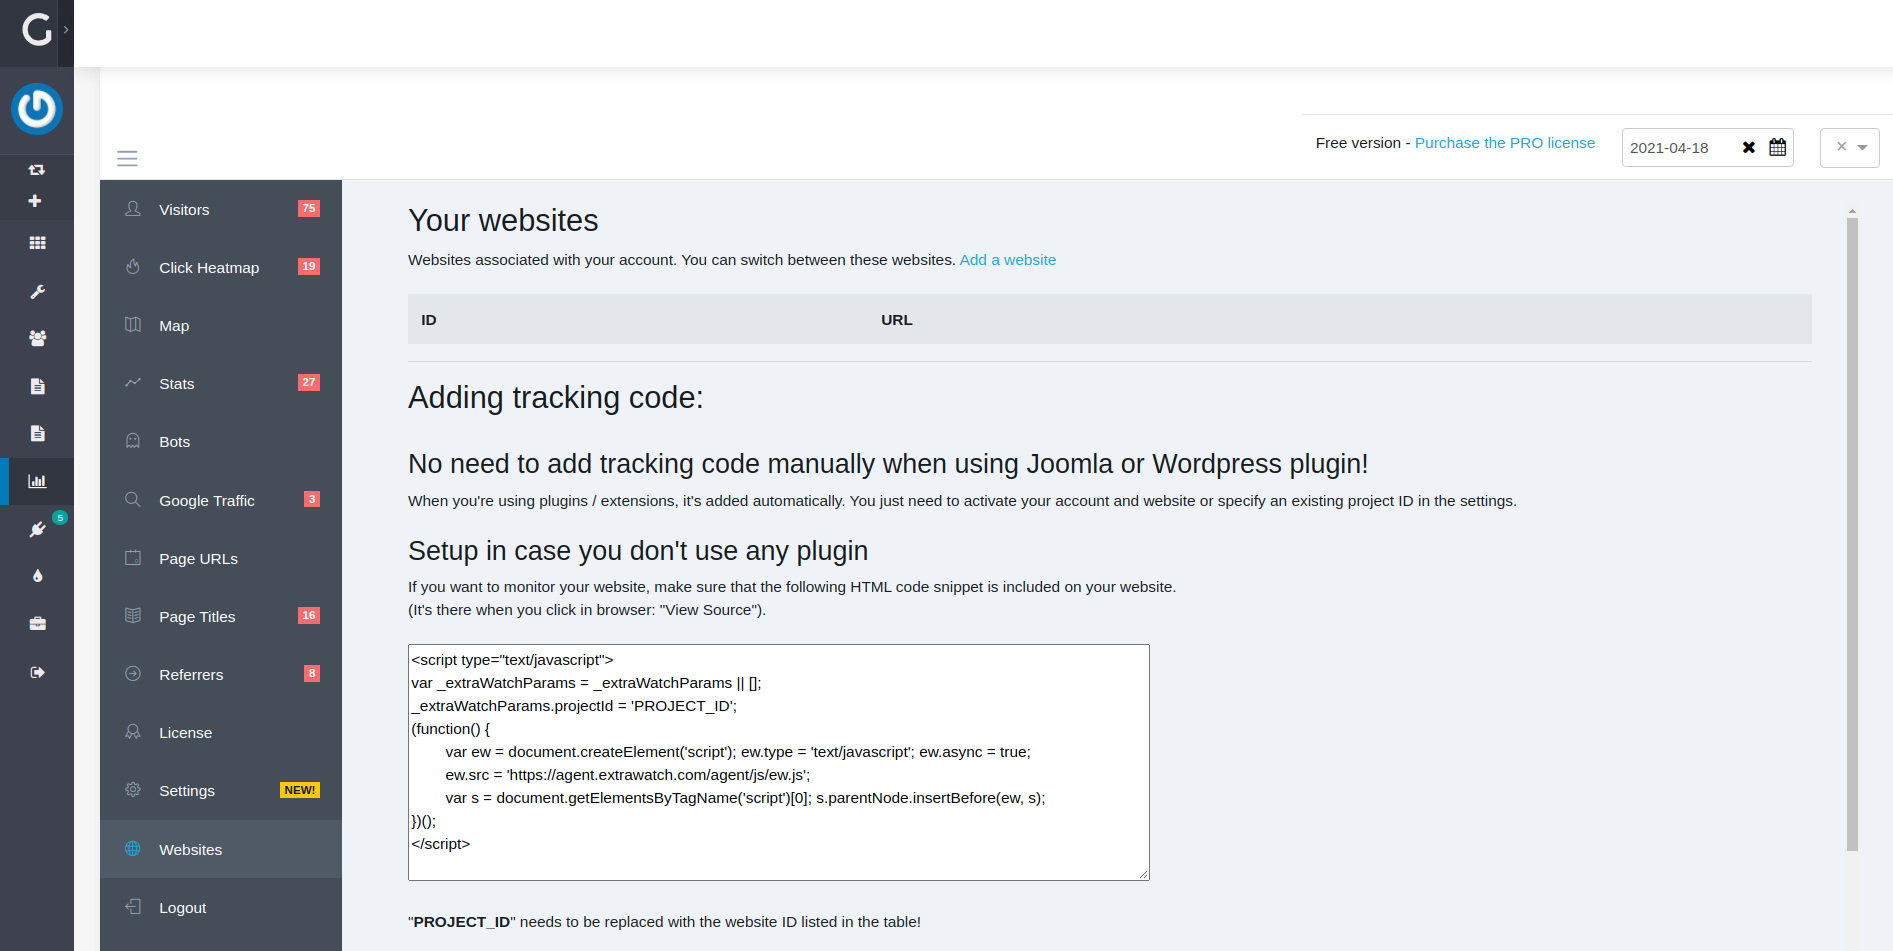 G
Free version - Purchase the PRO license
2021-04-18
Visitors 75
Click Heatmap 19
Map
Stats 27
Bots
Google Traffic 3
Page URLs
Page Titles 16
Referrers 8
License
Settings NEW!
Websites
Logout
5
Your websites
Websites associated with your account. You can switch between these websites. Add a website
ID URL
Adding tracking code:
No need to add tracking code manually when using Joomla or Wordpress plugin!
When you're using plugins / extensions, it's added automatically. You just need to activate your account and website or specify an existing project ID in the settings.
Setup in case you don't use any plugin
If you want to monitor your website, make sure that the following HTML code snippet is included on your website.
(It's there when you click in browser: "View Source").
<script type="text/javascript">
var _extraWatchParams = _extraWatchParams || [];
_extraWatchParams.projectId = 'PROJECT_ID';
(function() {
var ew = document.createElement('script'); ew.type = 'text/javascript'; ew.async = true;
ew.src = 'https://agent.extrawatch.com/agent/js/ew.js';
var s = document.getElementsByTagName('script')[0]; s.parentNode.insertBefore(ew, s);
})();
</script>
"PROJECT_ID" needs to be replaced with the website ID listed in the table!